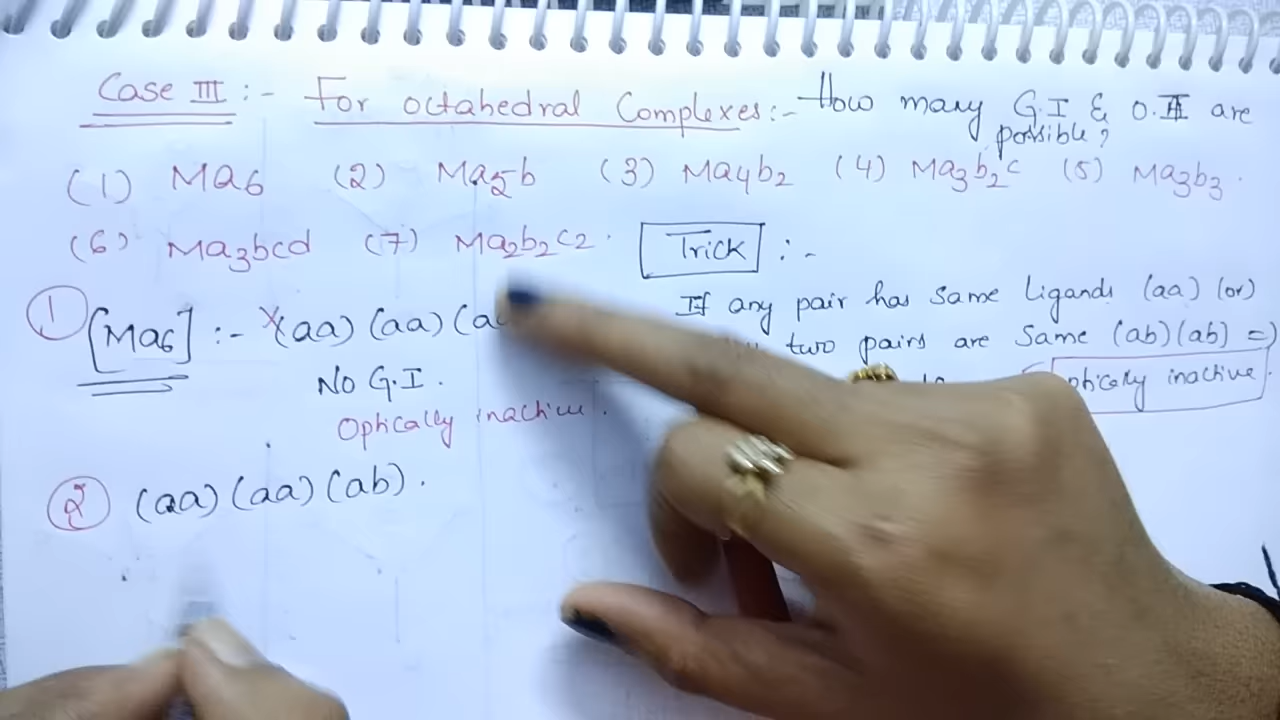 Case III :- For octahedral Complexes:- How many G.I & O.I are possible?
(1) Ma6 (2) Ma5b (3) Ma4b2 (4) Ma3b2c (5) Ma3b3.
(6) Ma3bcd (7) Ma2b2c2. Trick :-
If any pair has same ligands (aa) (or)
two pairs are same (ab)(ab) =)
optically inactive.
① [Ma6] :- (aa) (aa)
No G.I.
Optically inactive.
② (aa) (aa) (ab).